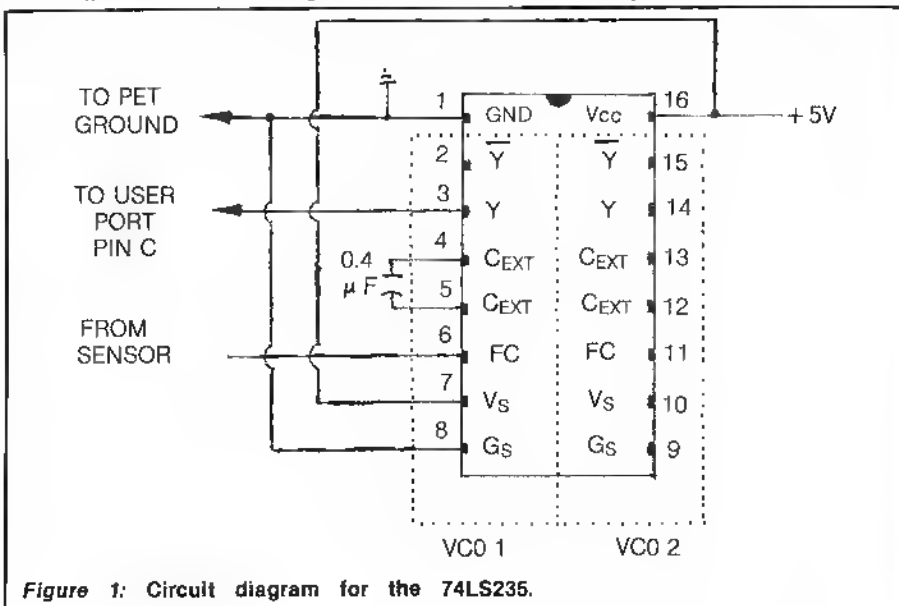 TO PET
GROUND
TO USER
PORT
PIN C
FROM
SENSOR
0.4
μF
1 GND Vcc 16
+5V
2 Y̅ Y̅ 15
3 Y Y 14
4 CEXT CEXT 13
5 CEXT CEXT 12
6 FC FC 11
7 VS VS 10
8 GS GS 9
VCO 1 VCO 2
Figure 1: Circuit diagram for the 74LS235.